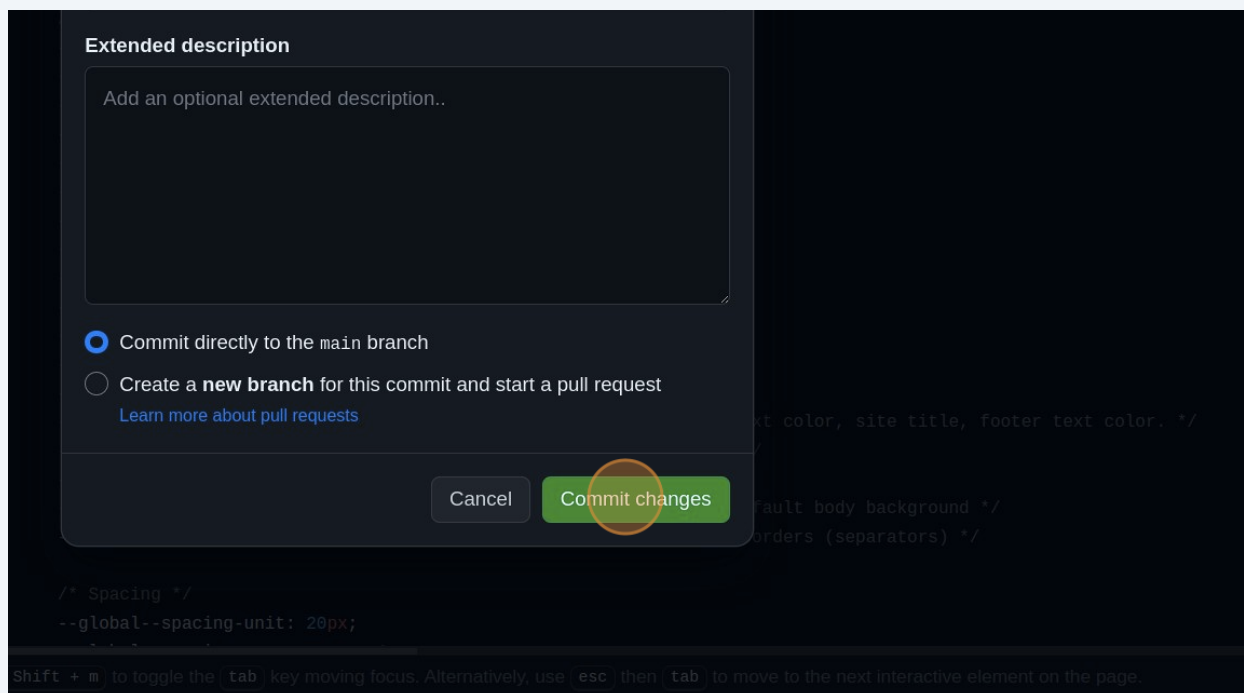 Extended description
Add an optional extended description..
Commit directly to the main branch
Create a new branch for this commit and start a pull request
Learn more about pull requests
xt color, site title, footer text color. */
/
Cancel
Commit changes
fault body background */
orders (separators) */
/* Spacing */
--global--spacing-unit: 20px;
Shift + m to toggle the tab key moving focus. Alternatively, use esc then tab to move to the next interactive element on the page.